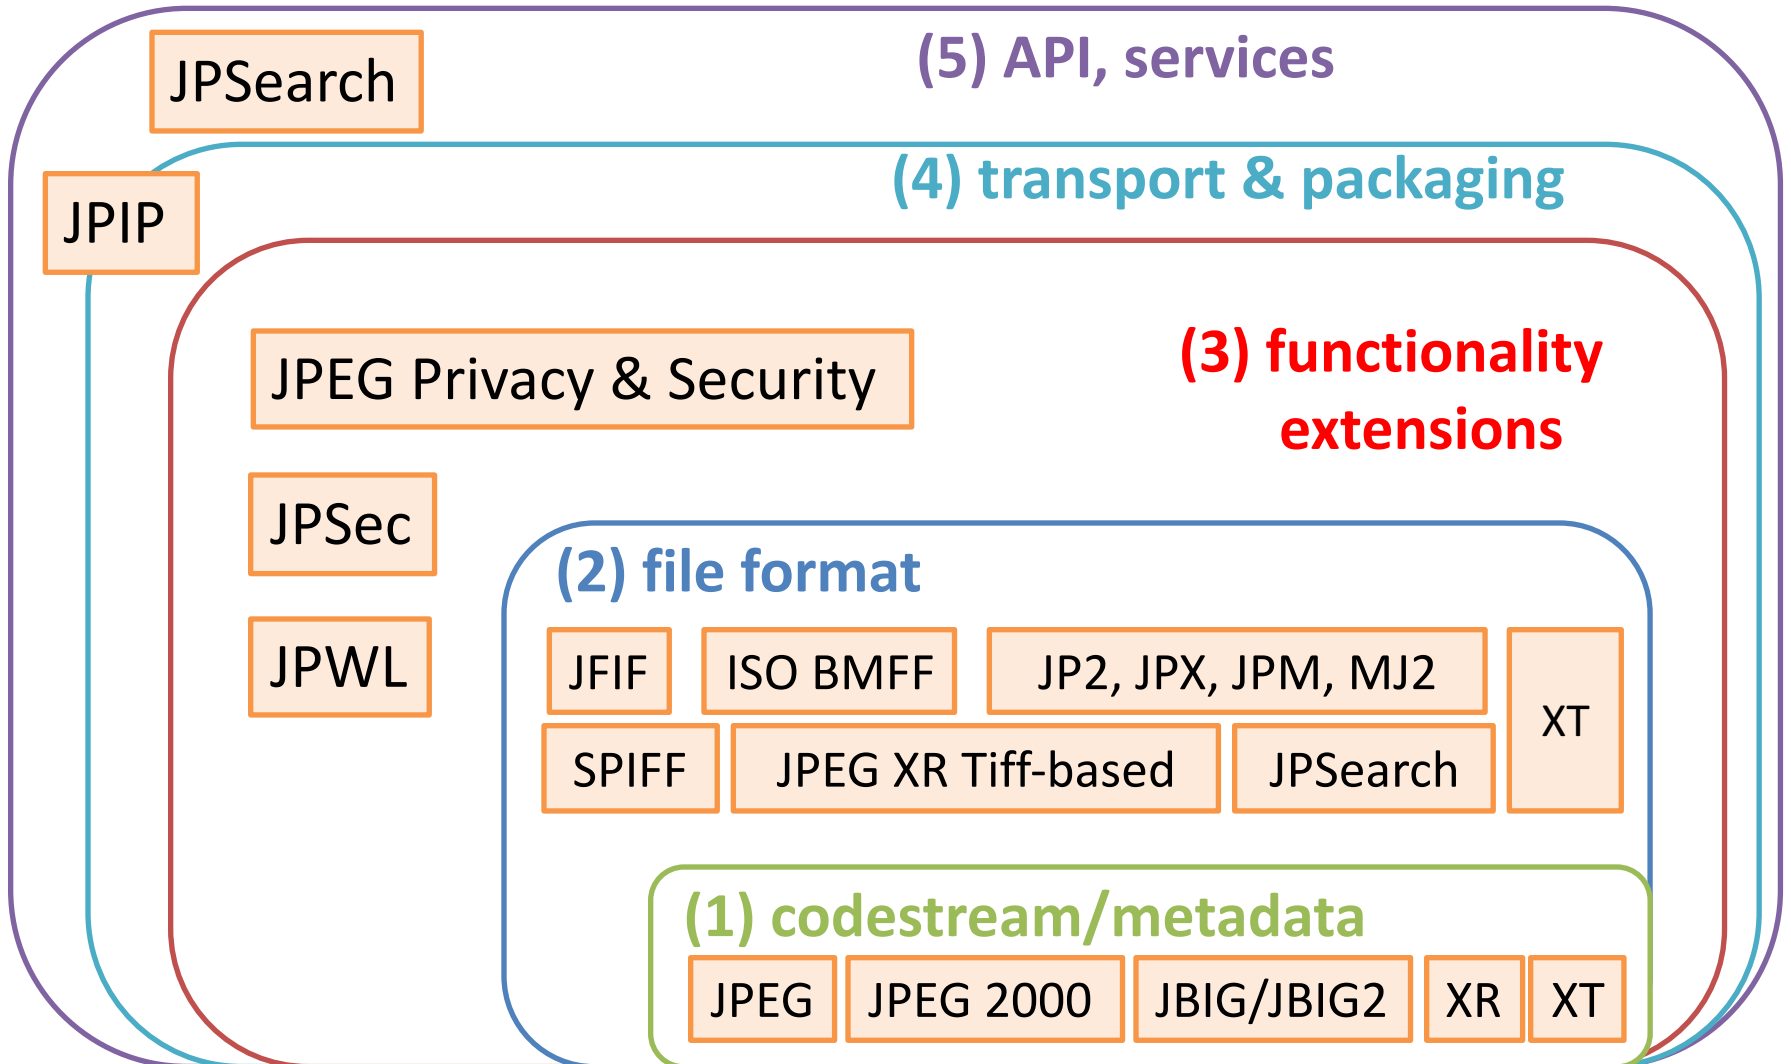 (5) API, services
JPSearch
(4) transport & packaging
JPIP
(3) functionality
extensions
JPEG Privacy & Security
JPSec
JPWL
(2) file format
JFIF
ISO BMFF
JP2, JPX, JPM, MJ2
XT
SPIFF
JPEG XR Tiff-based
JPSearch
(1) codestream/metadata
JPEG
JPEG 2000
JBIG/JBIG2
XR
XT